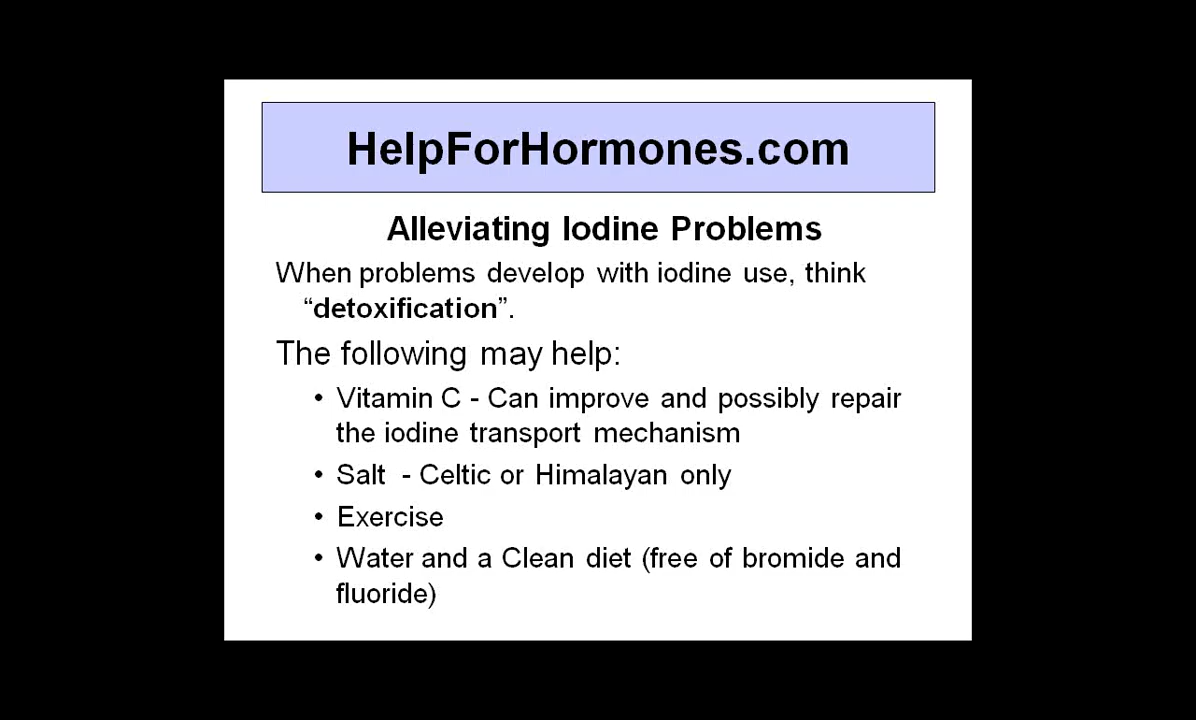 HelpForHormones.com
Alleviating Iodine Problems
When problems develop with iodine use, think
“detoxification”.
The following may help:
• Vitamin C - Can improve and possibly repair
the iodine transport mechanism
• Salt - Celtic or Himalayan only
• Exercise
• Water and a Clean diet (free of bromide and
fluoride)